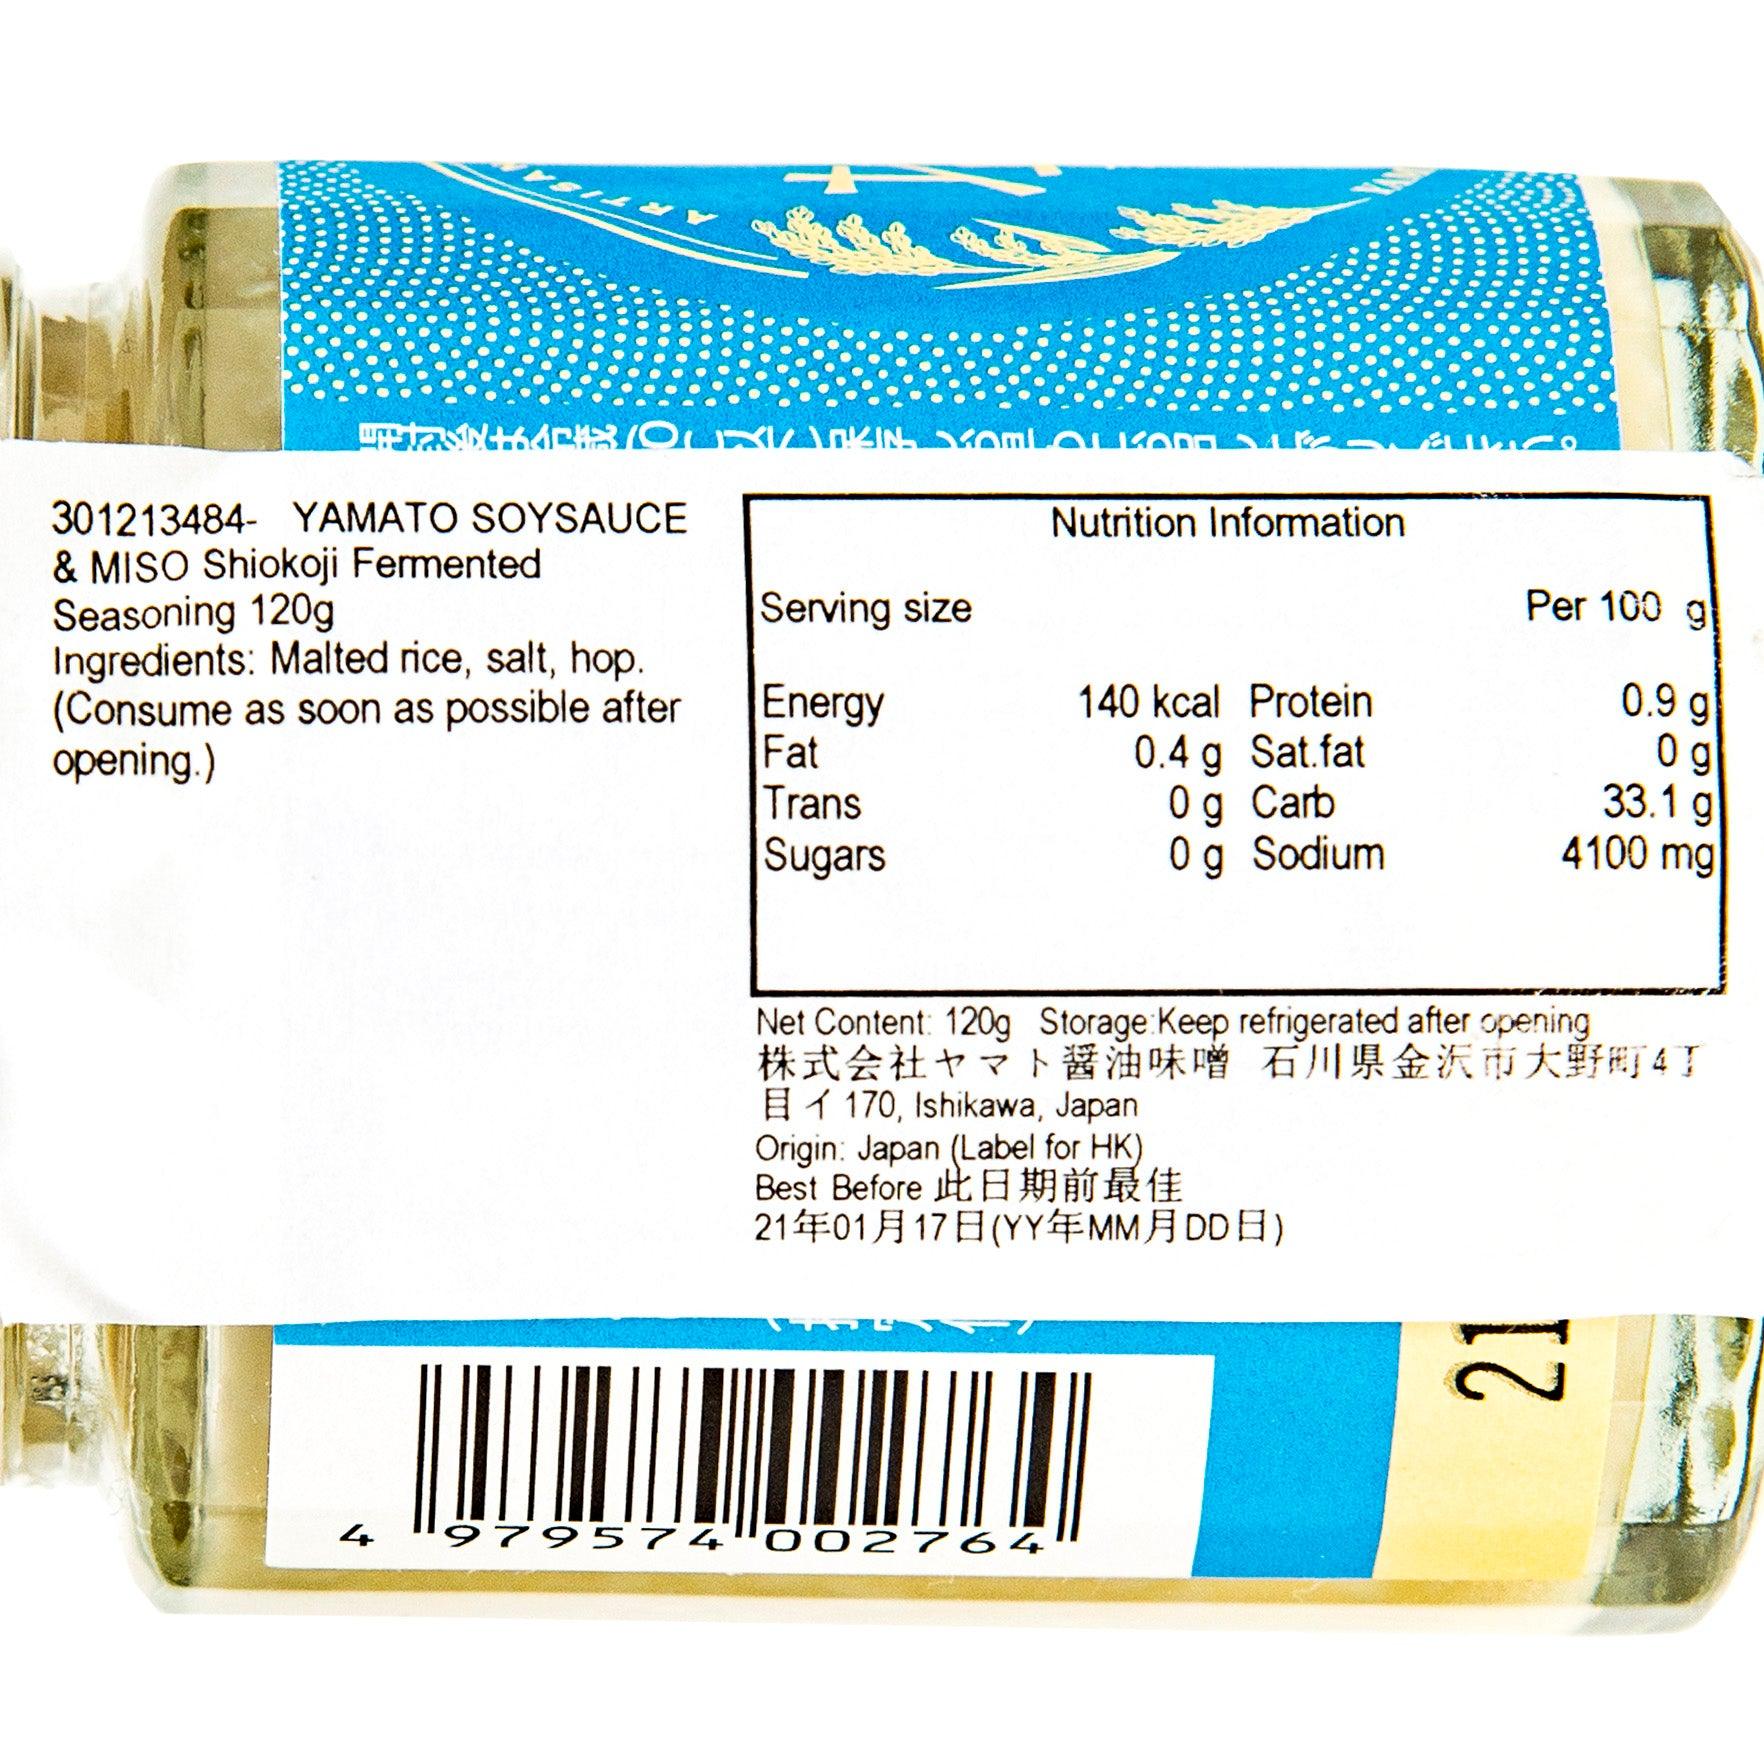 ARTISA
YAM
301213484- YAMATO SOYSAUCE
& MISO Shiokoji Fermented
Seasoning 120g
Ingredients: Malted rice, salt, hop.
(Consume as soon as possible after
opening.)
Nutrition Information
Serving size Per 100 g
Energy 140 kcal Protein 0.9 g
Fat 0.4 g Sat.fat 0 g
Trans 0 g Carb 33.1 g
Sugars 0 g Sodium 4100 mg
Net Content: 120g Storage:Keep refrigerated after opening
株式会社ヤマト醤油味噌 石川県金沢市大野町4丁
目イ170, Ishikawa, Japan
Origin: Japan (Label for HK)
Best Before 此日期前最佳
21年01月17日(YY年MM月DD日)
21
4 979574 002764